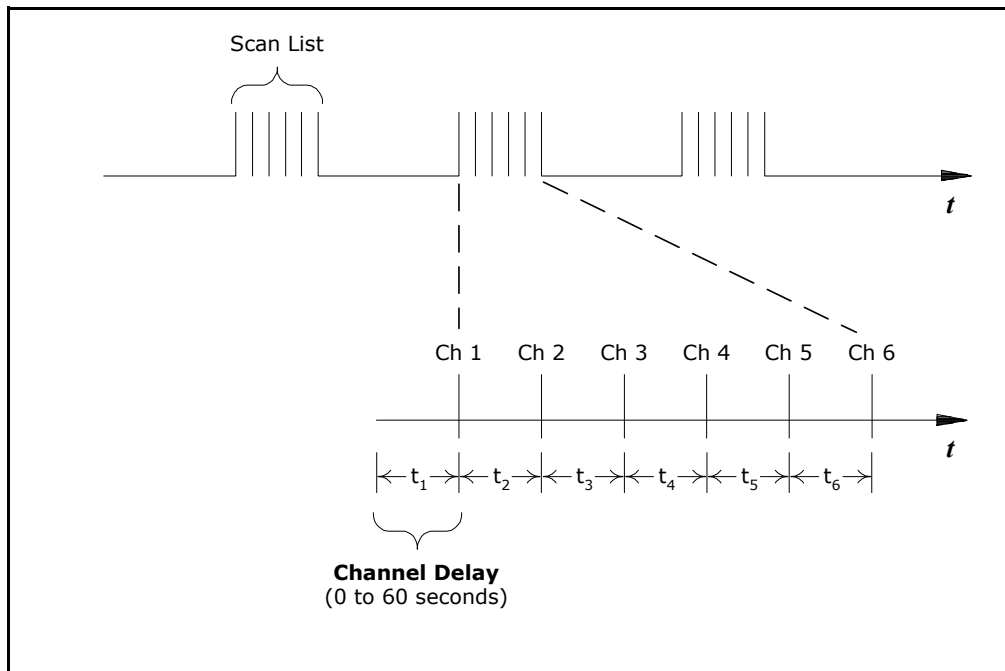 Scan List
t
Ch 1 Ch 2 Ch 3 Ch 4 Ch 5 Ch 6
t
t1 t2 t3 t4 t5 t6
Channel Delay
(0 to 60 seconds)